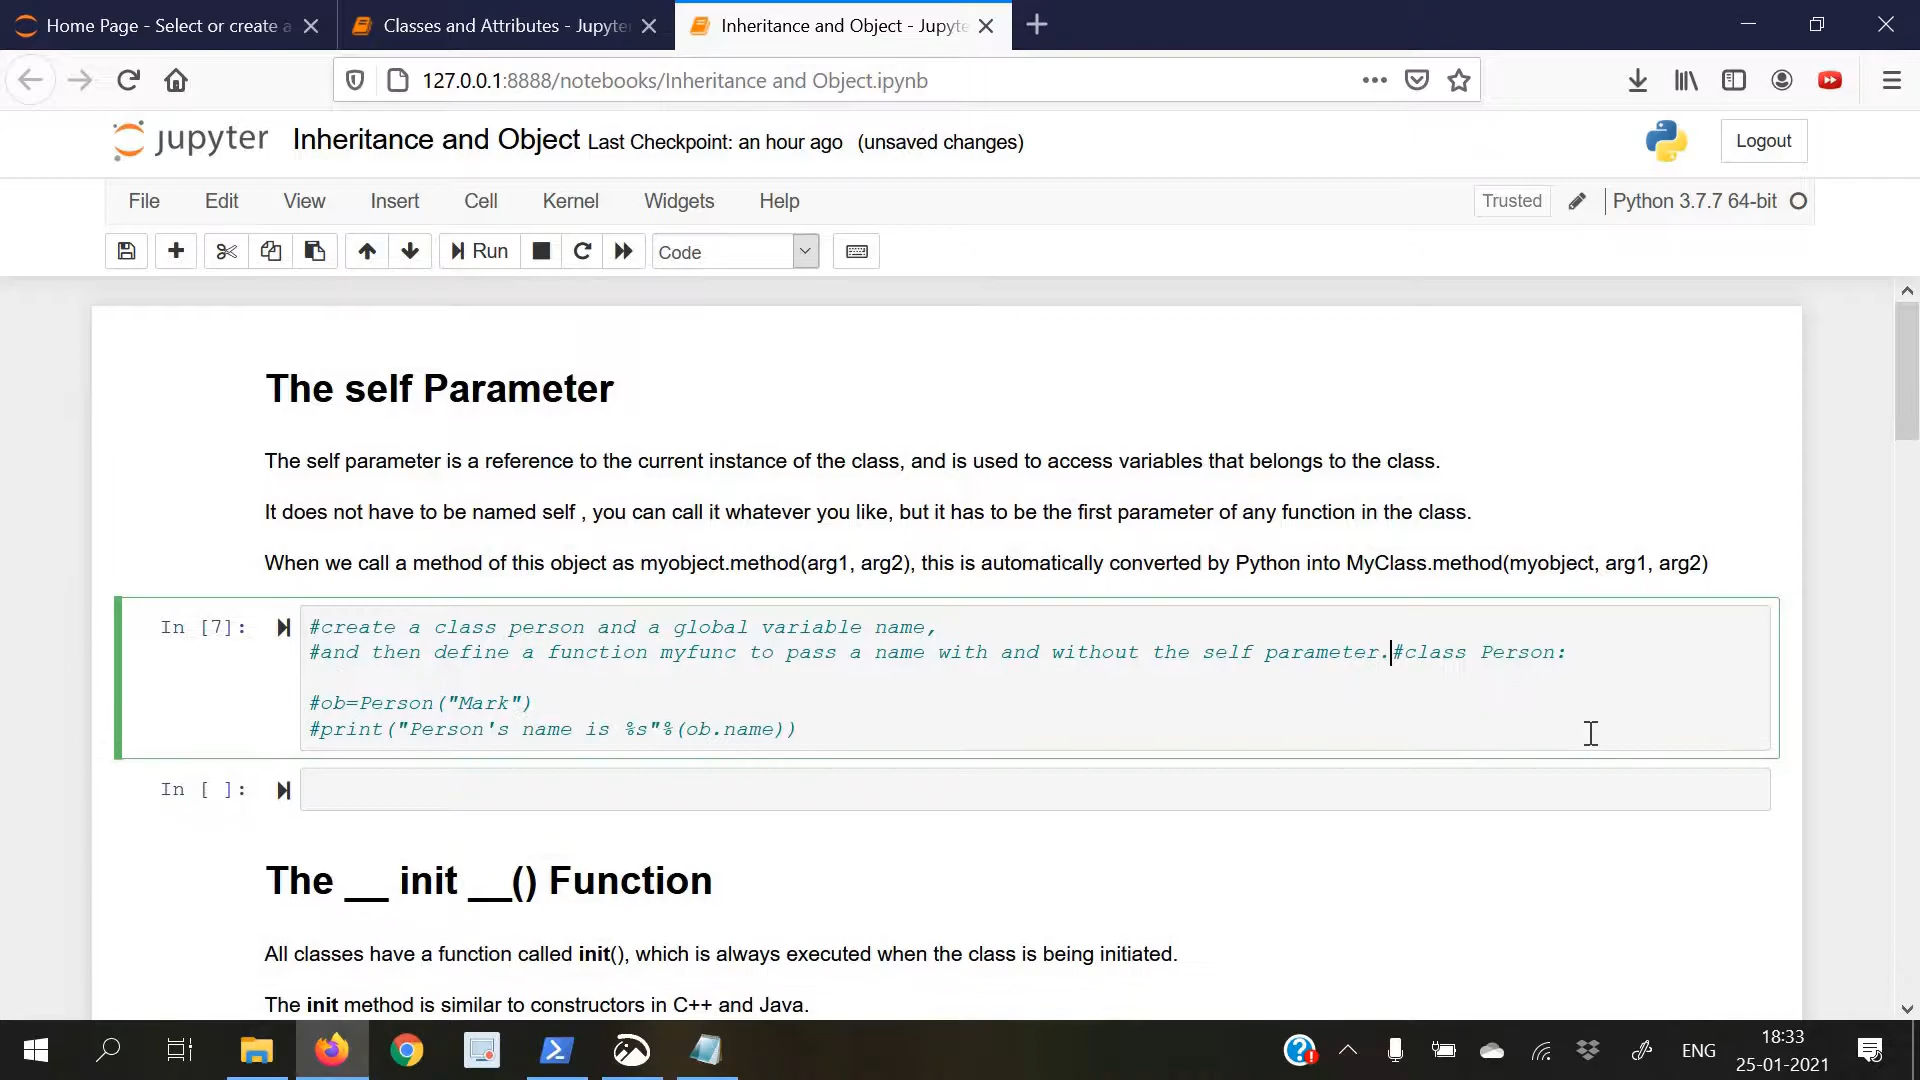 Home Page - Select or create a
Classes and Attributes - Jupyte
Inheritance and Object - Jupyte
127.0.0.1:8888/notebooks/Inheritance and Object.ipynb
jupyter
Inheritance and Object Last Checkpoint: an hour ago (unsaved changes)
Logout
File Edit View Insert Cell Kernel Widgets Help
Trusted
Python 3.7.7 64-bit
Run
Code
The self Parameter
The self parameter is a reference to the current instance of the class, and is used to access variables that belongs to the class.
It does not have to be named self , you can call it whatever you like, but it has to be the first parameter of any function in the class.
When we call a method of this object as myobject.method(arg1, arg2), this is automatically converted by Python into MyClass.method(myobject, arg1, arg2)
In [7]:
#create a class person and a global variable name,
#and then define a function myfunc to pass a name with and without the self parameter.#class Person:
#ob=Person("Mark")
#print("Person's name is %s"%(ob.name))
In [ ]:
The __ init __() Function
All classes have a function called init(), which is always executed when the class is being initiated.
The init method is similar to constructors in C++ and Java.
ENG
18:33
25-01-2021